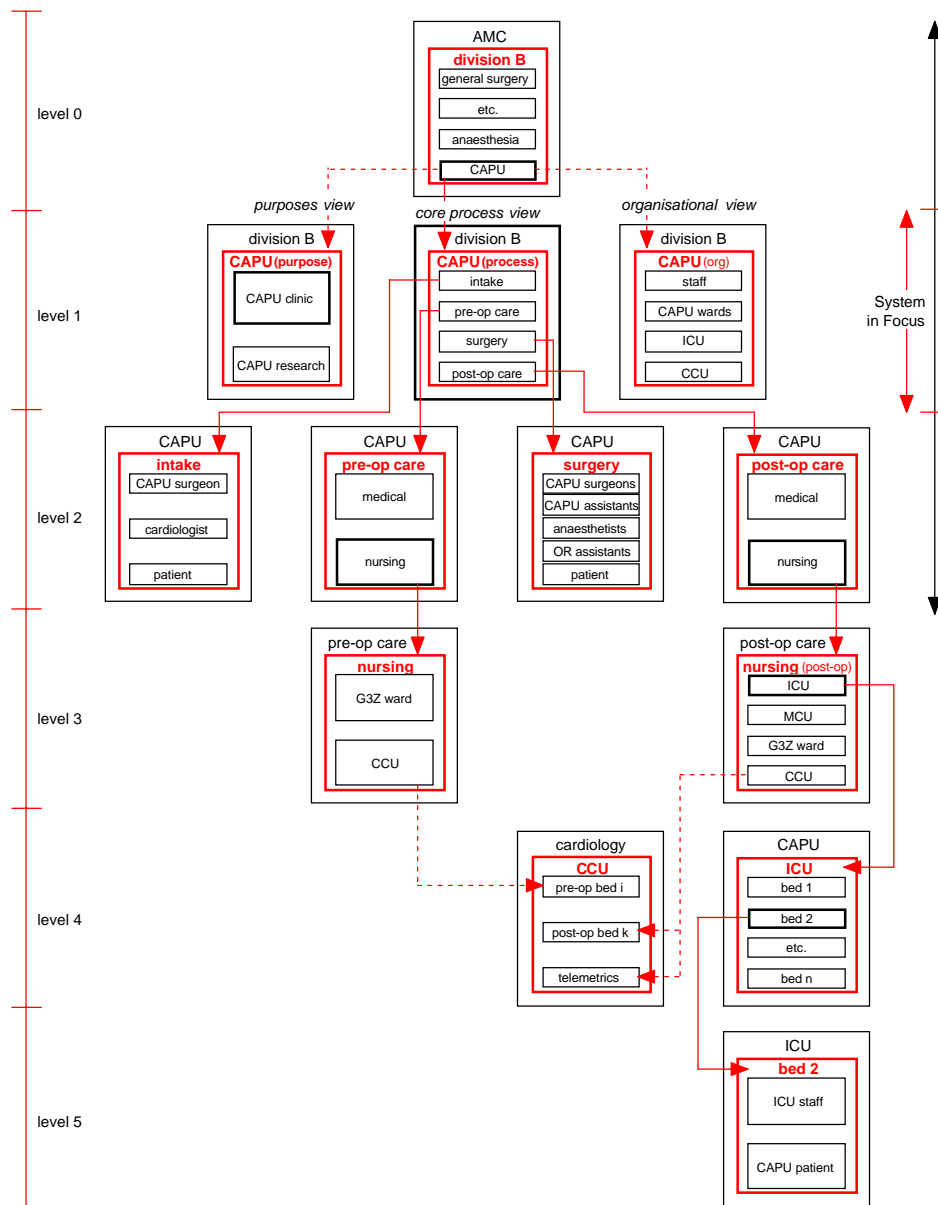 AMC
division B
general surgery
etc.
anaesthesia
CAPU
level 0
purposes view
core process view
organisational view
division B
CAPU (purpose)
CAPU clinic
CAPU research
division B
CAPU (process)
intake
pre-op care
surgery
post-op care
division B
CAPU (org)
staff
CAPU wards
ICU
CCU
level 1
System
in Focus
CAPU
intake
CAPU surgeon
cardiologist
patient
CAPU
pre-op care
medical
nursing
CAPU
surgery
CAPU surgeons
CAPU assistants
anaesthetists
OR assistants
patient
CAPU
post-op care
medical
nursing
level 2
pre-op care
nursing
G3Z ward
CCU
post-op care
nursing (post-op)
ICU
MCU
G3Z ward
CCU
level 3
cardiology
CCU
pre-op bed i
post-op bed k
telemetrics
CAPU
ICU
bed 1
bed 2
etc.
bed n
level 4
ICU
bed 2
ICU staff
CAPU patient
level 5